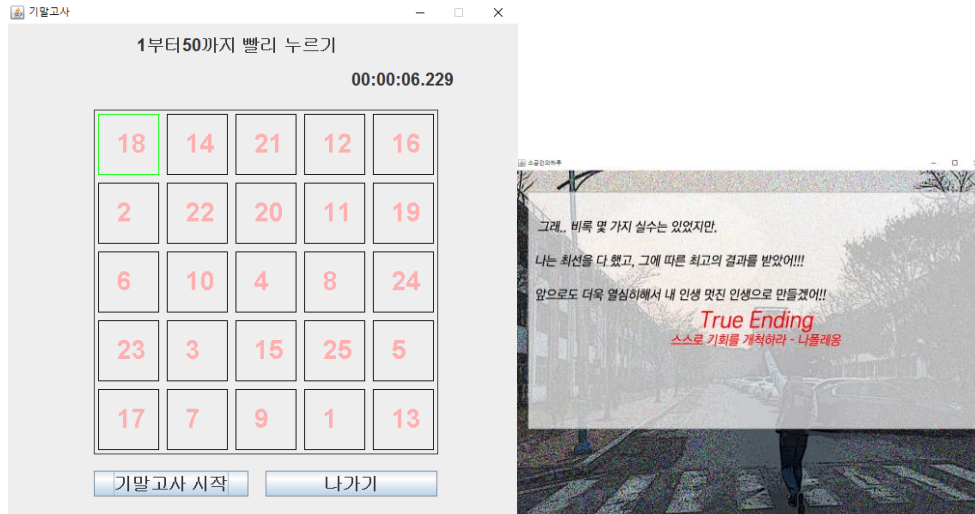 기말고사
1부터50까지 빨리 누르기
00:00:06.229
18 14 21 12 16
2 22 20 11 19
6 10 4 8 24
23 3 15 25 5
17 7 9 1 13
기말고사 시작 나가기
소공인의하루
그래.. 비록 몇 가지 실수는 있었지만.
나는 최선을 다 했고, 그에 따른 최고의 결과를 받았어!!!
앞으로도 더욱 열심히해서 내 인생 멋진 인생으로 만들겠어!!
True Ending
스스로 기회를 개척하라 - 나폴레옹